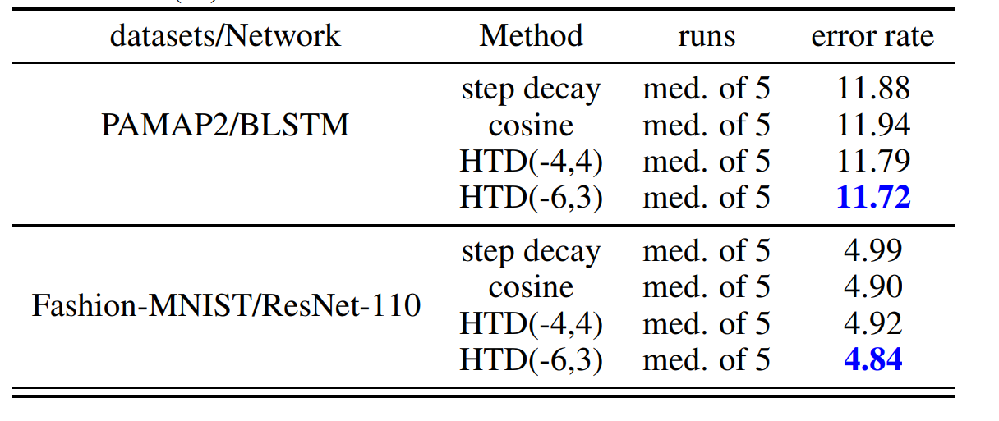 datasets/Network Method runs error rate
step decay med. of 5 11.88
PAMAP2/BLSTM cosine med. of 5 11.94
HTD(-4,4) med. of 5 11.79
HTD(-6,3) med. of 5 11.72
step decay med. of 5 4.99
cosine med. of 5 4.90
Fashion-MNIST/ResNet-110
HTD(-4,4) med. of 5 4.92
HTD(-6,3) med. of 5 4.84